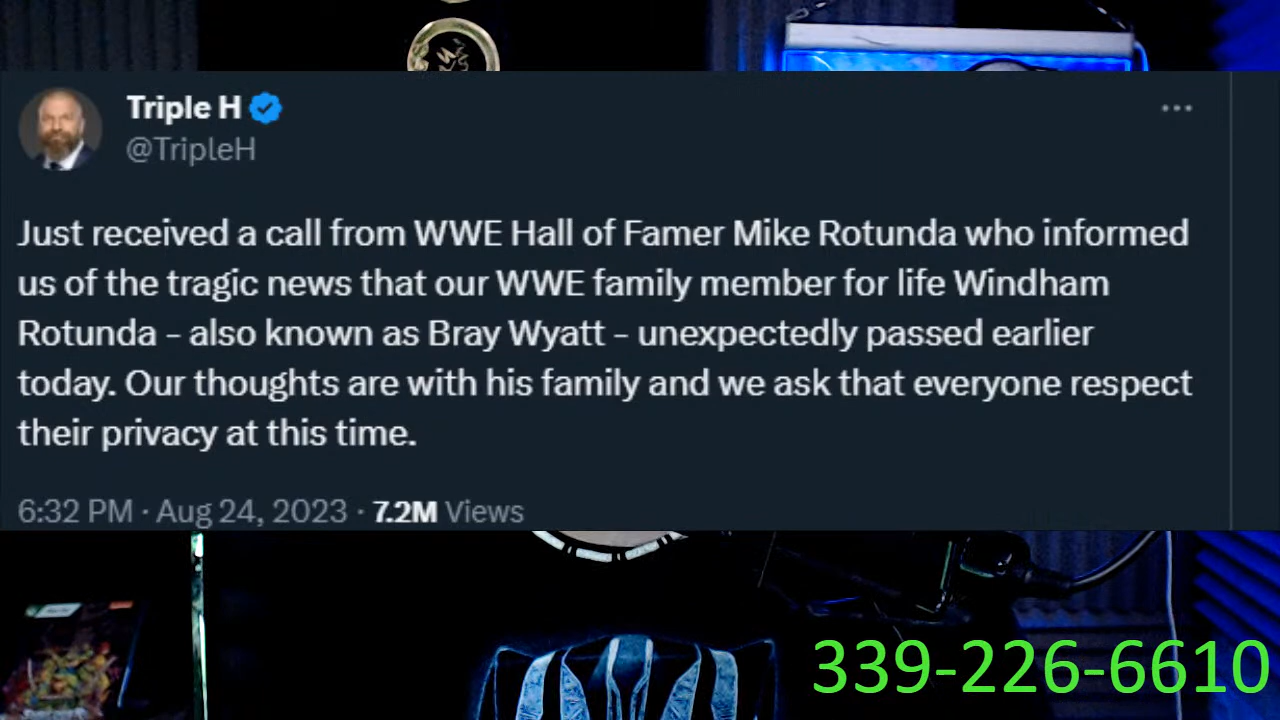 Triple H
@TripleH
Just received a call from WWE Hall of Famer Mike Rotunda who informed
us of the tragic news that our WWE family member for life Windham
Rotunda – also known as Bray Wyatt – unexpectedly passed earlier
today. Our thoughts are with his family and we ask that everyone respect
their privacy at this time.
6:32 PM · Aug 24, 2023 · 7.2M Views
339-226-6610